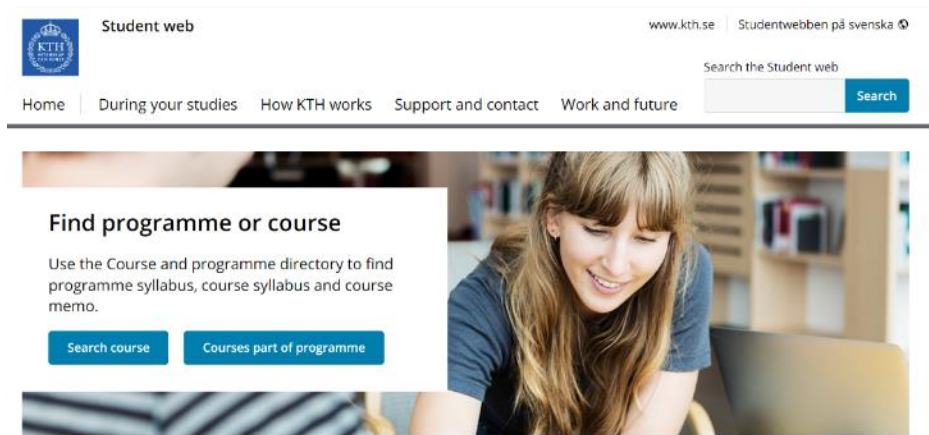 Student web
www.kth.se
Studentwebben på svenska
KTH
Search the Student web
Home During your studies How KTH works Support and contact Work and future
Search
Find programme or course
Use the Course and programme directory to find
programme syllabus, course syllabus and course
memo.
Search course Courses part of programme